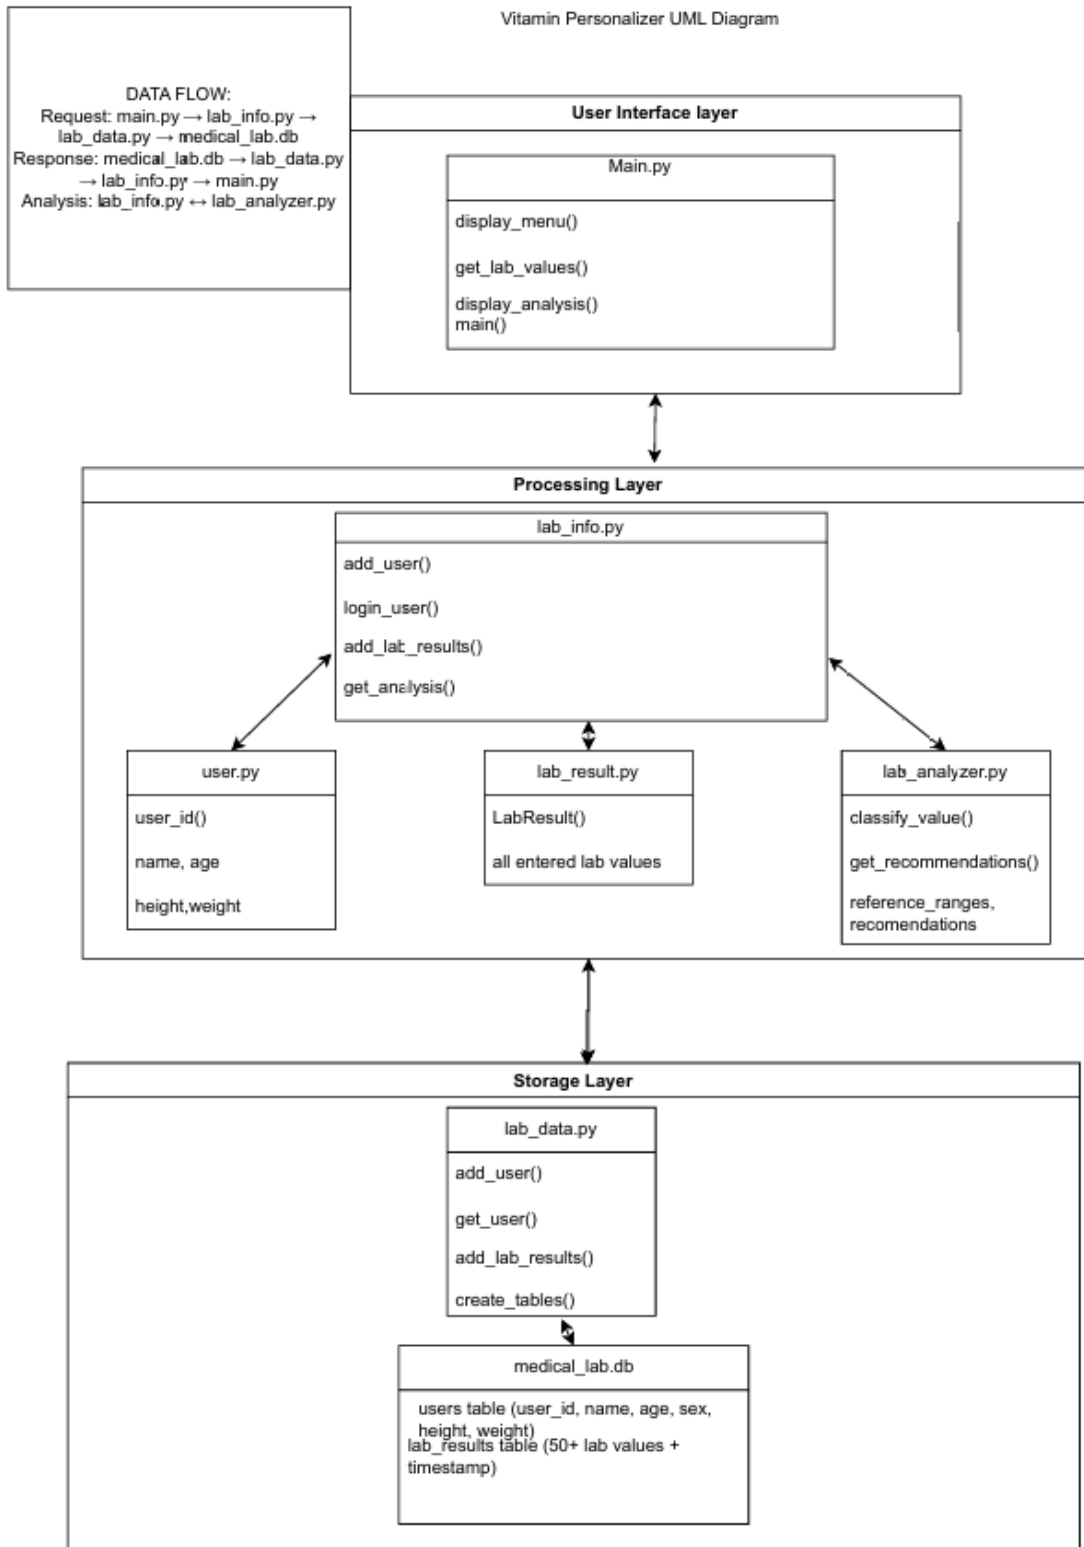 Vitamin Personalizer UML Diagram
DATA FLOW:
Request: main.py → lab_info.py →
lab_data.py → medical_lab.db
Response: medical_lab.db → lab_data.py
→ lab_info.py → main.py
Analysis: lab_info.py ↔ lab_analyzer.py
User Interface layer
Main.py
display_menu()
get_lab_values()
display_analysis()
main()
Processing Layer
lab_info.py
add_user()
login_user()
add_lab_results()
get_analysis()
user.py
user_id()
name, age
height,weight
lab_result.py
LabResult()
all entered lab values
lab_analyzer.py
classify_value()
get_recommendations()
reference_ranges,
recomendations
Storage Layer
lab_data.py
add_user()
get_user()
add_lab_results()
create_tables()
medical_lab.db
users table (user_id, name, age, sex,
height, weight)
lab_results table (50+ lab values +
timestamp)